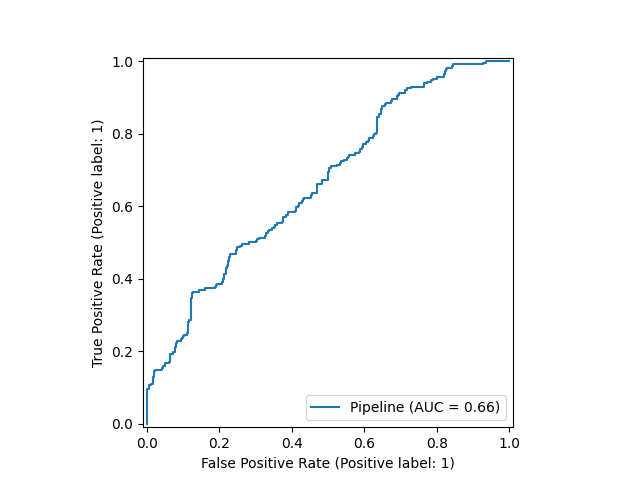 1.0
0.8
0.6
0.4
0.2
0.0
True Positive Rate (Positive label: 1)
Pipeline (AUC = 0.66)
0.0 0.2 0.4 0.6 0.8 1.0
False Positive Rate (Positive label: 1)